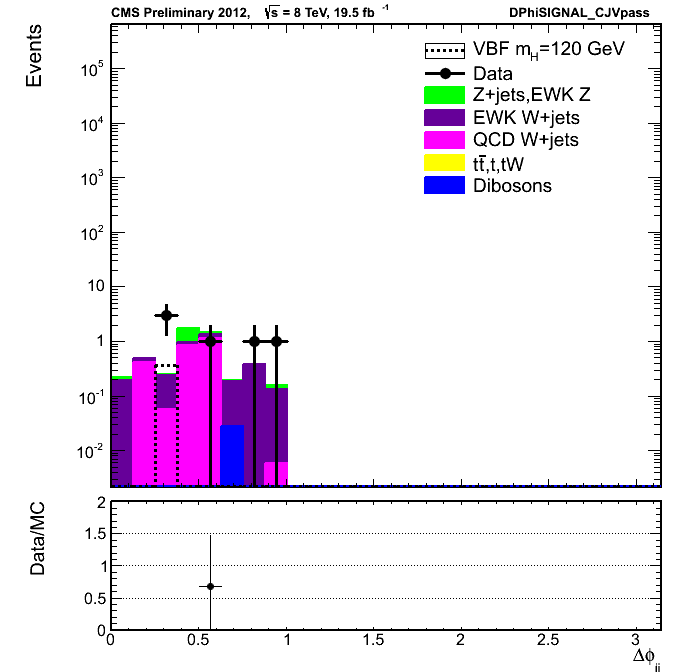 CMS Preliminary 2012, √s = 8 TeV, 19.5 fb⁻¹ DPhiSIGNAL_CJVpass
Events
10⁵
10⁴
10³
10²
10
1
10⁻¹
10⁻²
VBF m_H=120 GeV
Data
Z+jets,EWK Z
EWK W+jets
QCD W+jets
tt̄,t,tW
Dibosons
Data/MC
2
1.5
1
0.5
0
0 0.5 1 1.5 2 2.5 3
Δϕ_jj